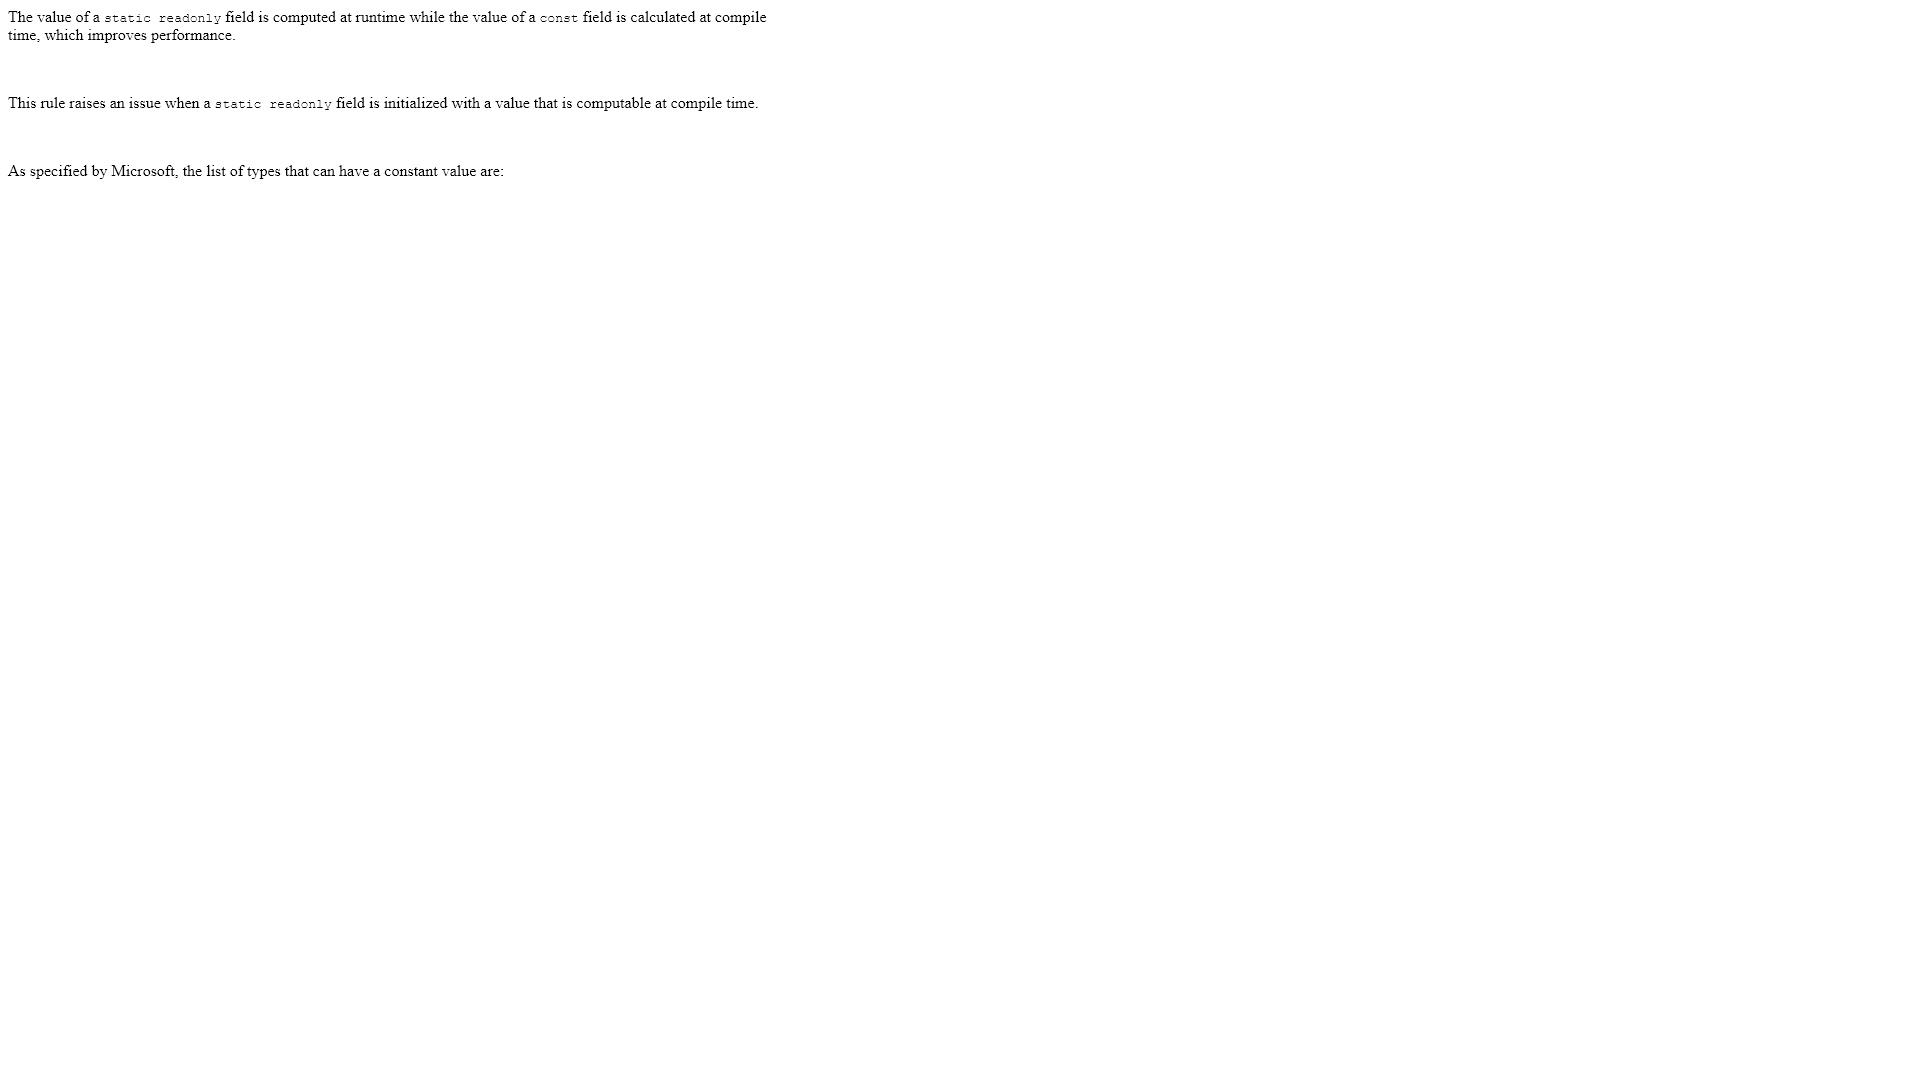 The value of a static readonly field is computed at runtime while the value of a const field is calculated at compile
time, which improves performance.
This rule raises an issue when a static readonly field is initialized with a value that is computable at compile time.
As specified by Microsoft, the list of types that can have a constant value are: